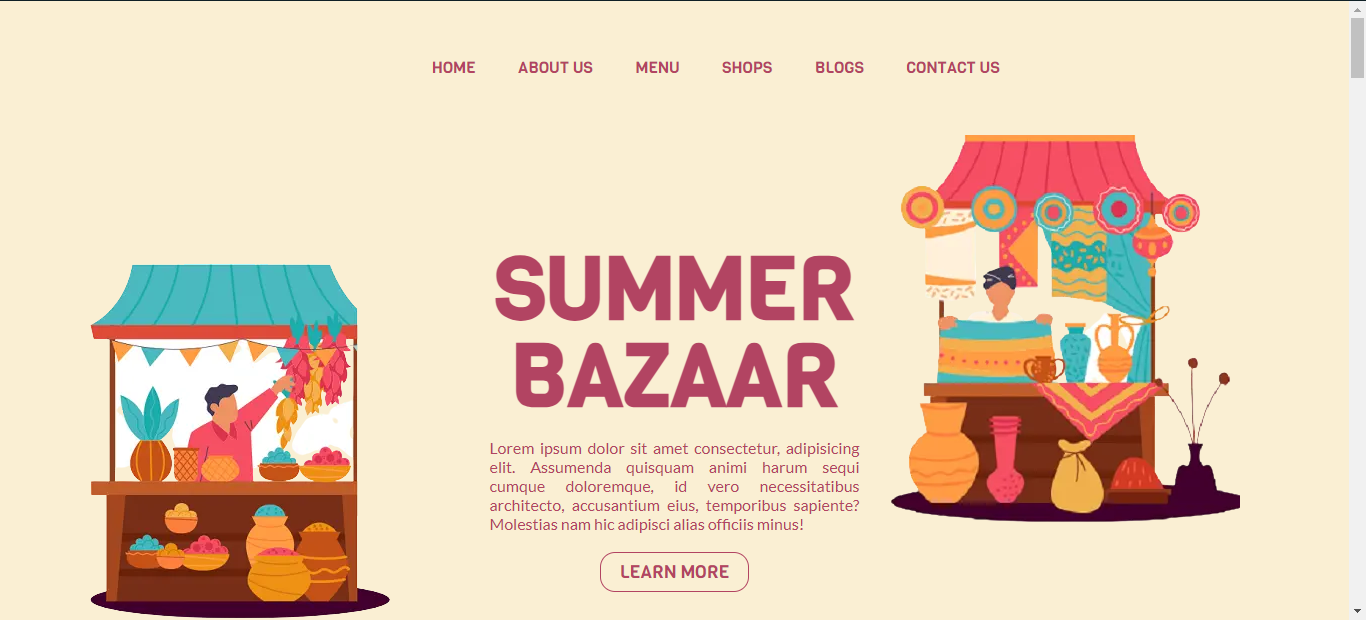 HOME ABOUT US MENU SHOPS BLOGS CONTACT US
SUMMER
BAZAAR
Lorem ipsum dolor sit amet consectetur, adipisicing
elit. Assumenda quisquam animi harum sequi
cumque doloremque, id vero necessitatibus
architecto, accusantium eius, temporibus sapiente?
Molestias nam hic adipisci alias officiis minus!
LEARN MORE